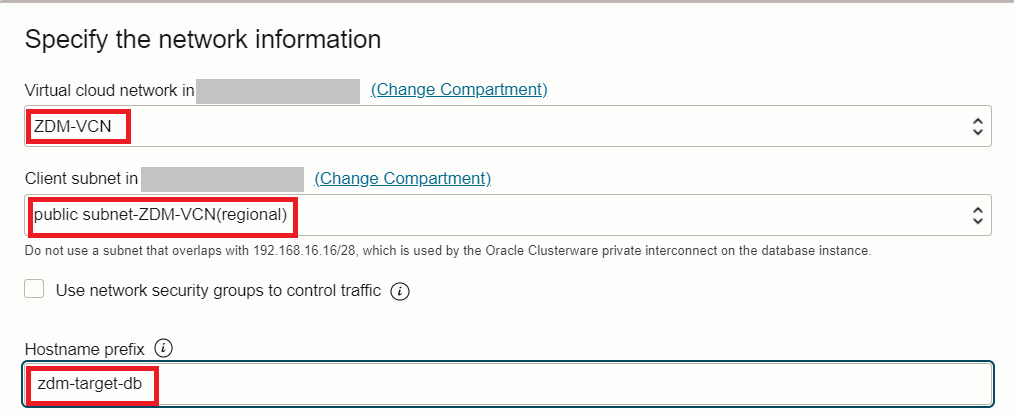 Specify the network information
Virtual cloud network in (Change Compartment)
ZDM-VCN
Client subnet in (Change Compartment)
public subnet-ZDM-VCN(regional)
Do not use a subnet that overlaps with 192.168.16.16/28, which is used by the Oracle Clusterware private interconnect on the database instance.
Use network security groups to control traffic i
Hostname prefix i
zdm-target-db